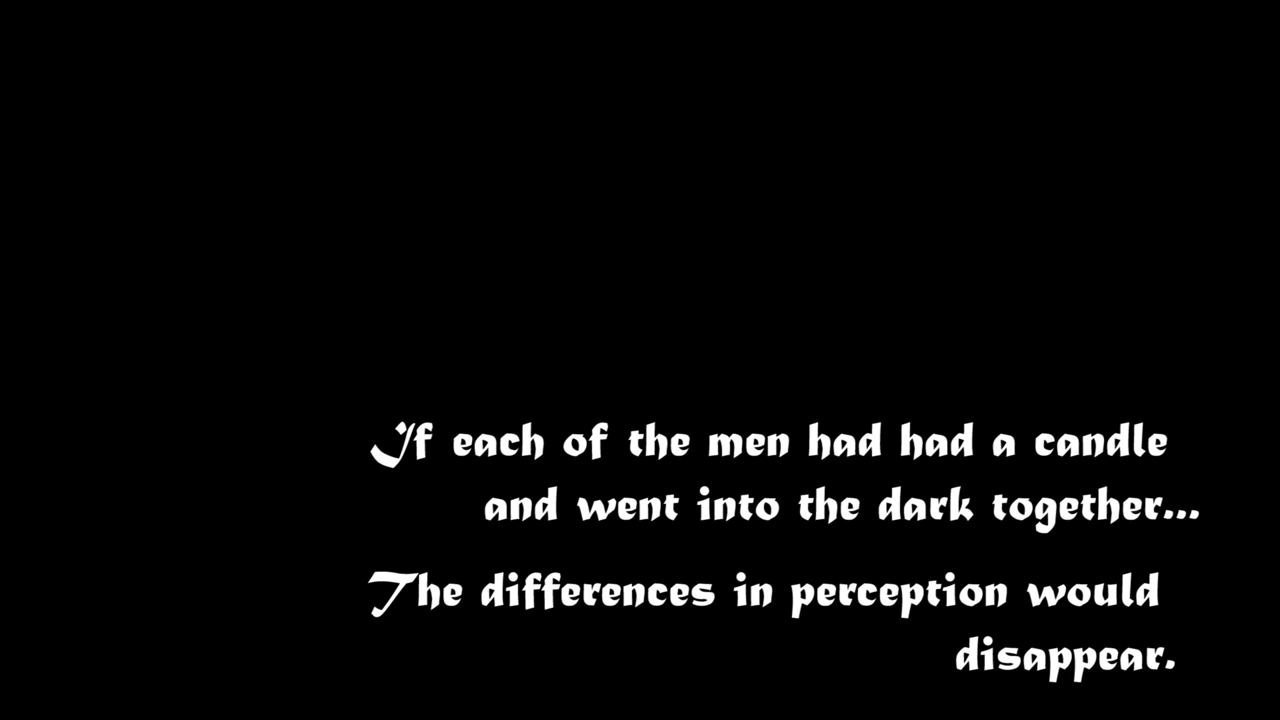 If each of the men had had a candle
and went into the dark together...
The differences in perception would
disappear.